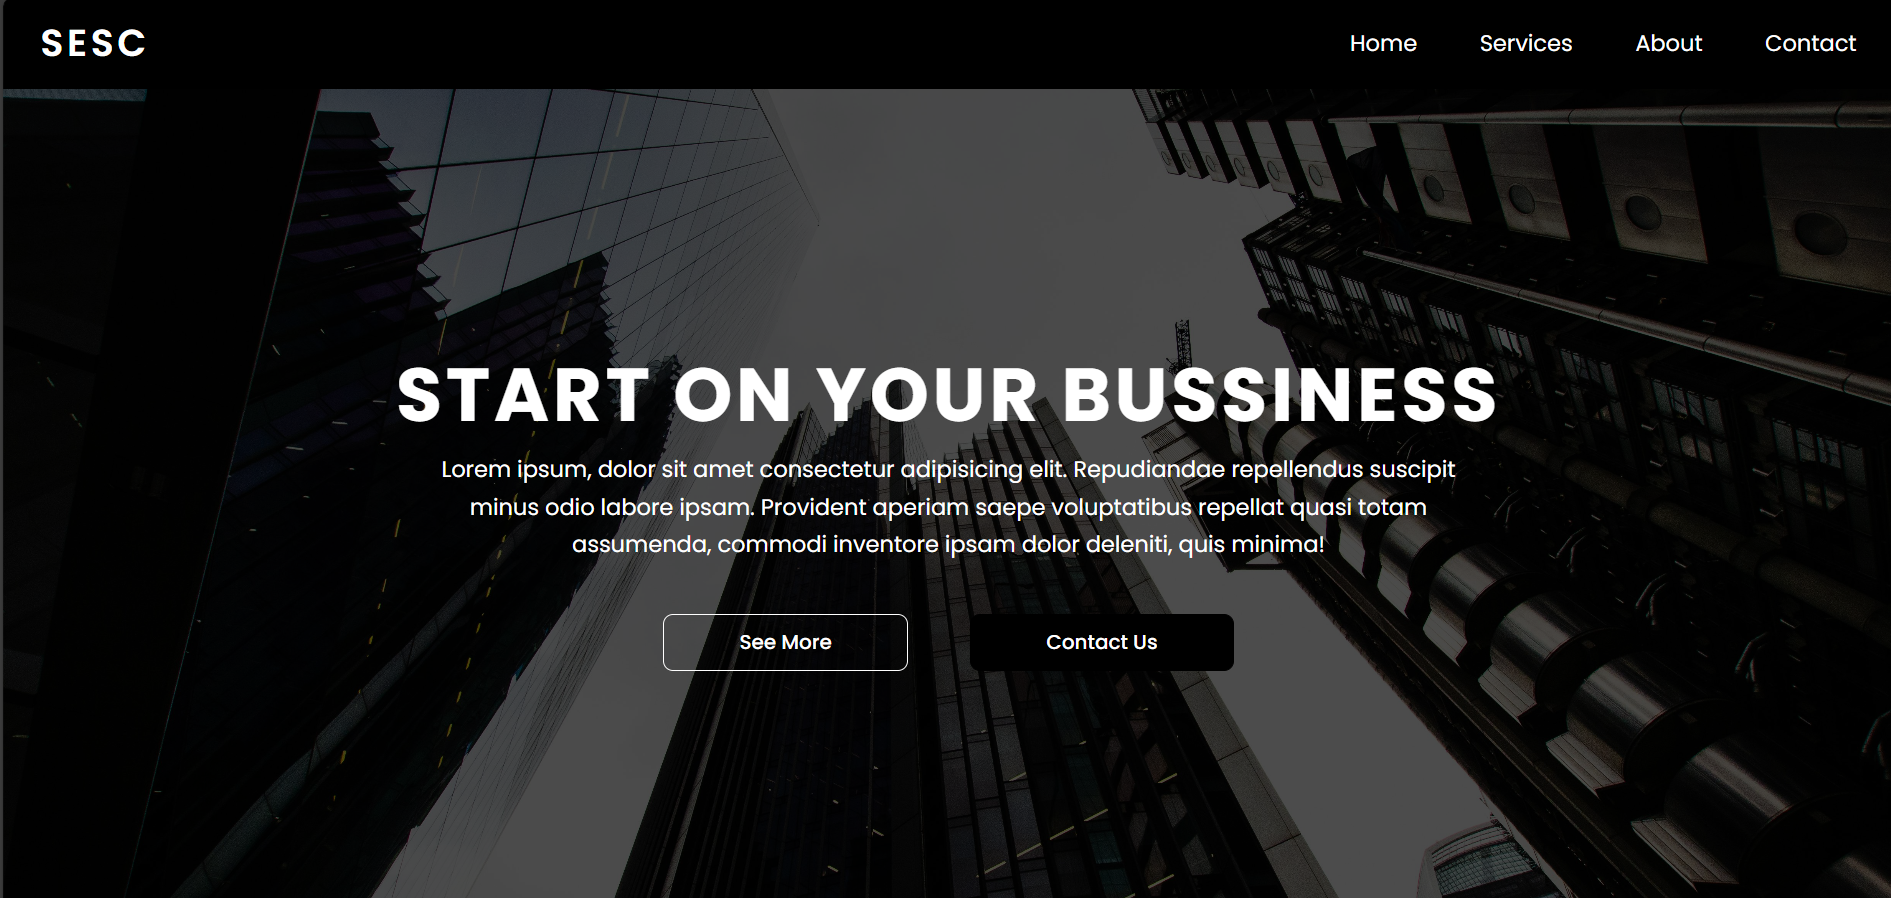 SESC
Home Services About Contact
START ON YOUR BUSSINESS
Lorem ipsum, dolor sit amet consectetur adipisicing elit. Repudiandae repellendus suscipit
minus odio labore ipsam. Provident aperiam saepe voluptatibus repellat quasi totam
assumenda, commodi inventore ipsam dolor deleniti, quis minima!
See More
Contact Us